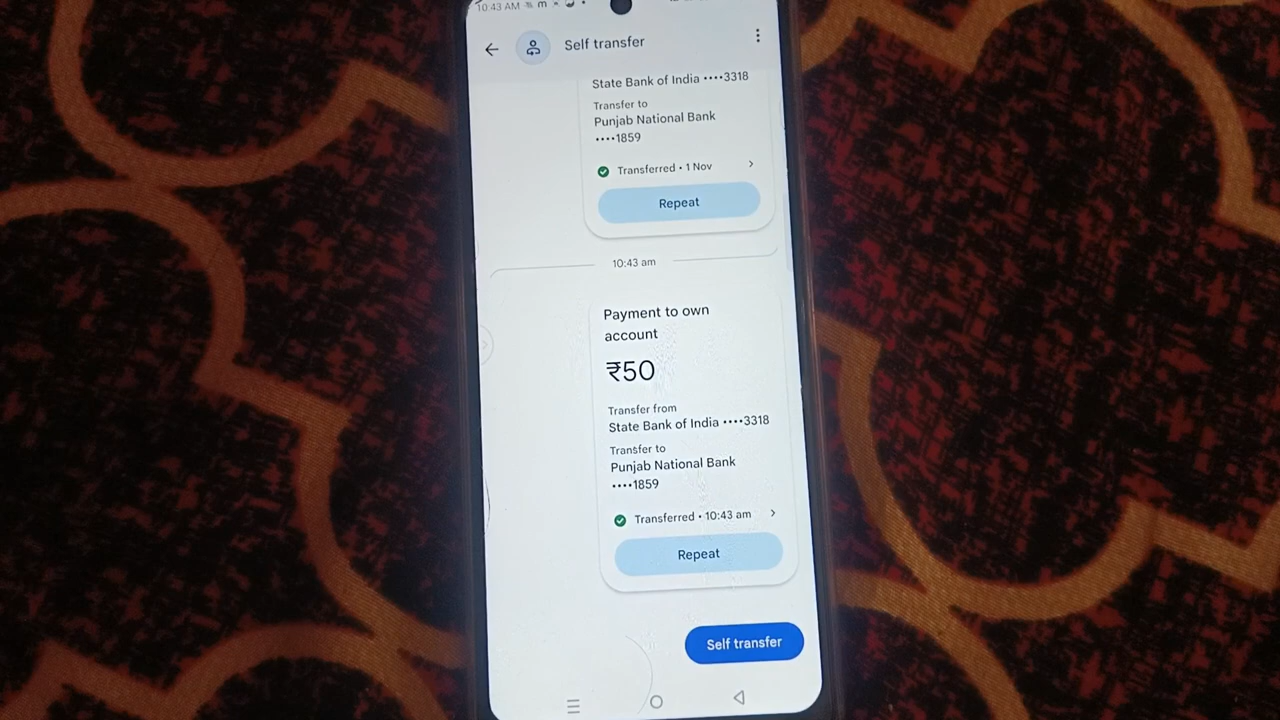 10:43 AM
Self transfer
State Bank of India ••••3318
Transfer to
Punjab National Bank
••••1859
Transferred • 1 Nov
Repeat
10:43 am
Payment to own
account
₹50
Transfer from
State Bank of India ••••3318
Transfer to
Punjab National Bank
••••1859
Transferred • 10:43 am
Repeat
Self transfer